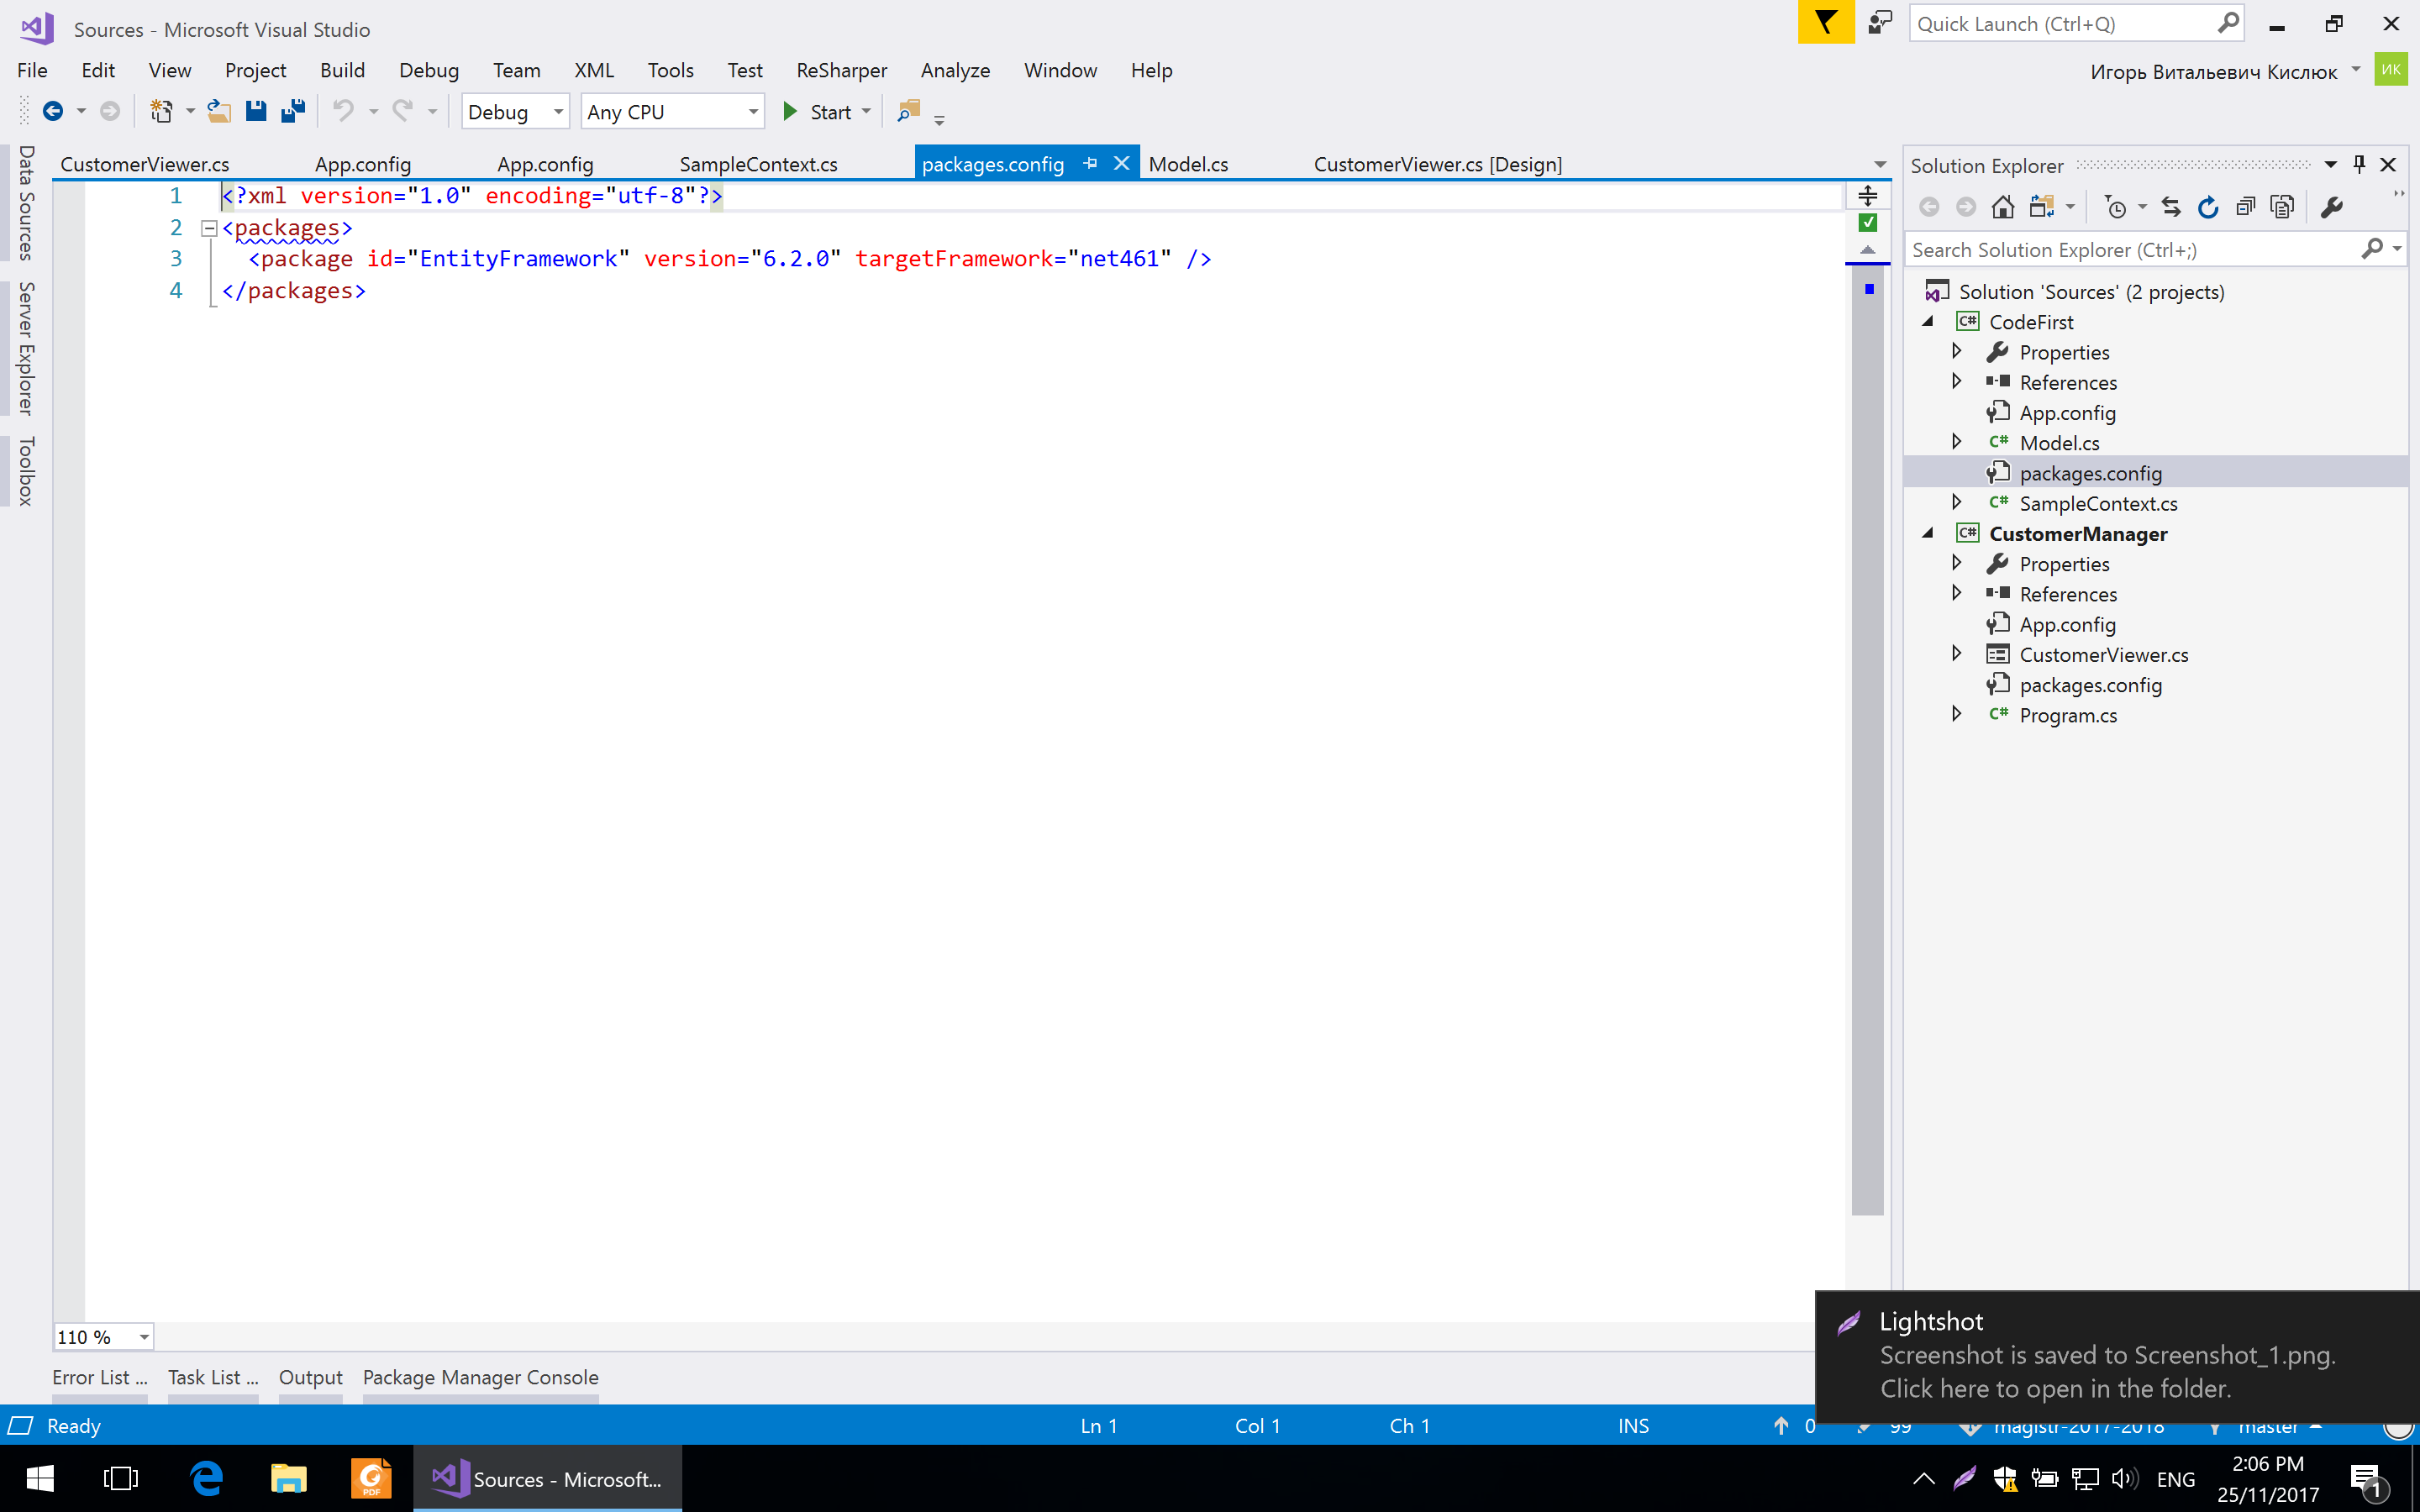 Sources - Microsoft Visual Studio
Quick Launch (Ctrl+Q)
File Edit View Project Build Debug Team XML Tools Test ReSharper Analyze Window Help
Игорь Витальевич Кислюк ИК
Debug Any CPU Start
Data Sources
Server Explorer
Toolbox
CustomerViewer.cs App.config App.config SampleContext.cs packages.config Model.cs CustomerViewer.cs [Design]
1 <?xml version="1.0" encoding="utf-8"?>
2 <packages>
3 <package id="EntityFramework" version="6.2.0" targetFramework="net461" />
4 </packages>
110 %
Solution Explorer
Search Solution Explorer (Ctrl+;)
Solution 'Sources' (2 projects)
C# CodeFirst
Properties
References
App.config
C# Model.cs
packages.config
C# SampleContext.cs
C# CustomerManager
Properties
References
App.config
CustomerViewer.cs
packages.config
C# Program.cs
Lightshot
Screenshot is saved to Screenshot_1.png.
Click here to open in the folder.
Error List ... Task List ... Output Package Manager Console
Ready Ln 1 Col 1 Ch 1 INS 0 99 magistr-2017-2018 master
PDF
Sources - Microsoft...
ENG
2:06 PM
25/11/2017
1